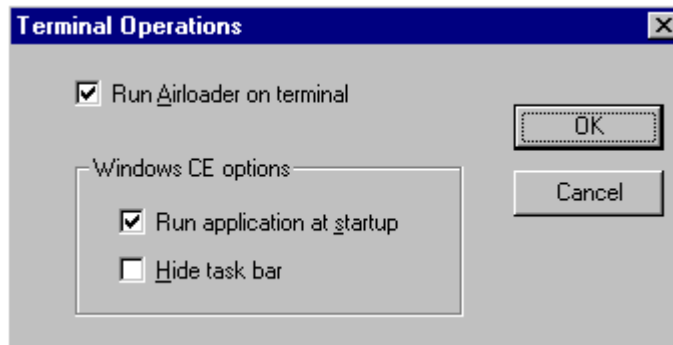 Terminal Operations
Run Airloader on terminal
OK
Windows CE options
Cancel
Run application at startup
Hide task bar